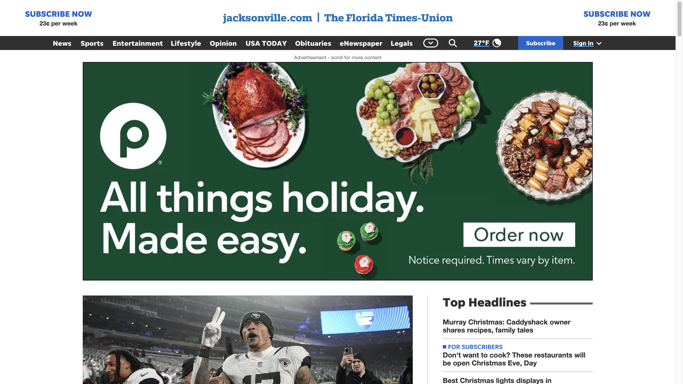 SUBSCRIBE NOW
23¢ per week
jacksonville.com | The Florida Times-Union
SUBSCRIBE NOW
23¢ per week
News Sports Entertainment Lifestyle Opinion USA TODAY Obituaries eNewspaper Legals 27°F Subscribe Sign In
Advertisement - scroll for more content
p
All things holiday.
Made easy.
Order now
Notice required. Times vary by item.
Top Headlines
Murray Christmas: Caddyshack owner
shares recipes, family tales
FOR SUBSCRIBERS
Don't want to cook? These restaurants will
be open Christmas Eve, Day
Best Christmas lights displays in
17